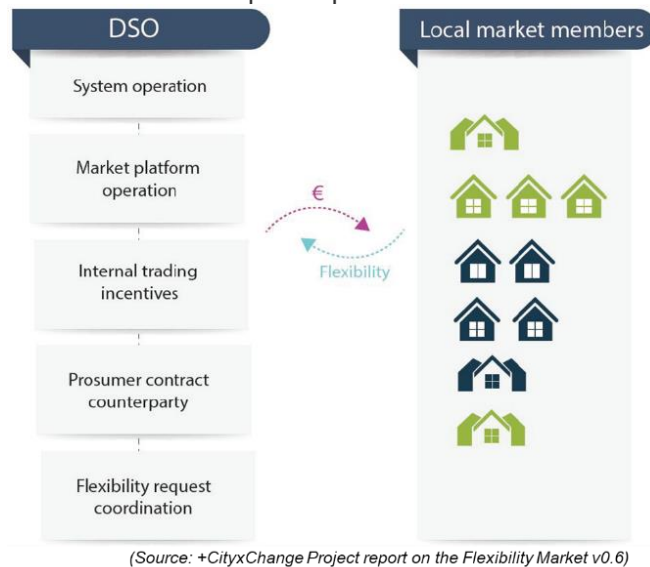 DSO
Local market members
System operation
Market platform
operation
Internal trading
incentives
Prosumer contract
counterparty
Flexibility request
coordination
€
Flexibility
(Source: +CityxChange Project report on the Flexibility Market v0.6)